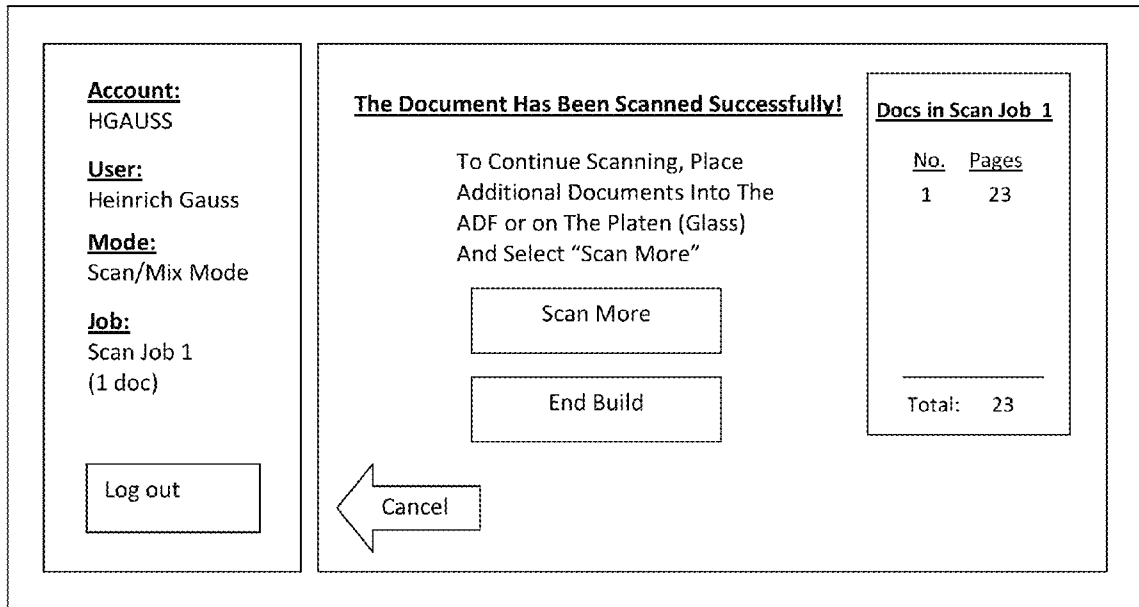 Account:
HGAUSS
User:
Heinrich Gauss
Mode:
Scan/Mix Mode
Job:
Scan Job 1
(1 doc)
Log out
The Document Has Been Scanned Successfully!
To Continue Scanning, Place
Additional Documents Into The
ADF or on The Platen (Glass)
And Select “Scan More”
Scan More
End Build
Cancel
Docs in Scan Job 1
No. Pages
1 23
Total: 23